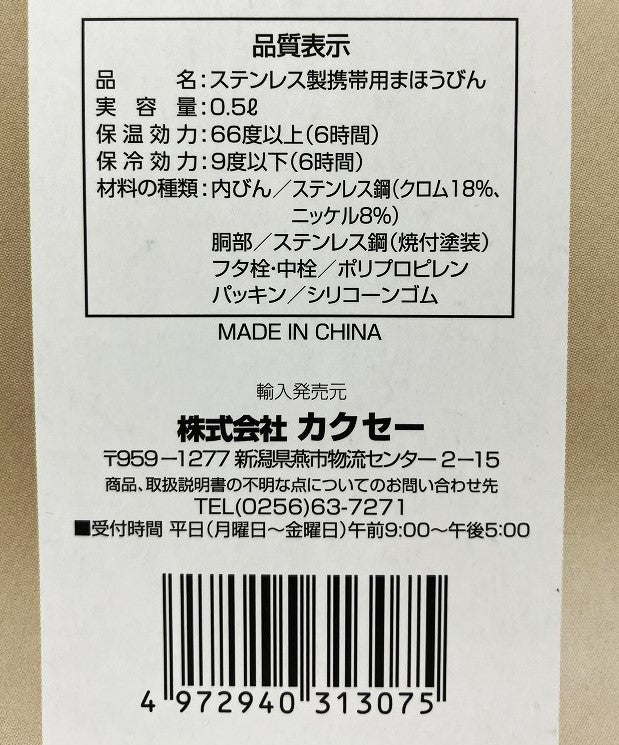 品質表示
品名:ステンレス製携帯用まほうびん
実容量:0.5ℓ
保温効力:66度以上(6時間)
保冷効力:9度以下(6時間)
材料の種類:内びん/ステンレス鋼(クロム18%、
ニッケル8%)
胴部/ステンレス鋼(焼付塗装)
フタ栓・中栓/ポリプロピレン
パッキン/シリコーンゴム
MADE IN CHINA
輸入発売元
株式会社 カクセー
〒959-1277 新潟県燕市物流センター2-15
商品、取扱説明書の不明な点についてのお問い合わせ先
TEL(0256)63-7271
■受付時間 平日(月曜日〜金曜日)午前9:00〜午後5:00
4 972940 313075